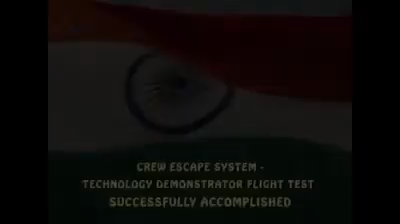 CREW ESCAPE SYSTEM -
TECHNOLOGY DEMONSTRATOR FLIGHT TEST
SUCCESSFULLY ACCOMPLISHED